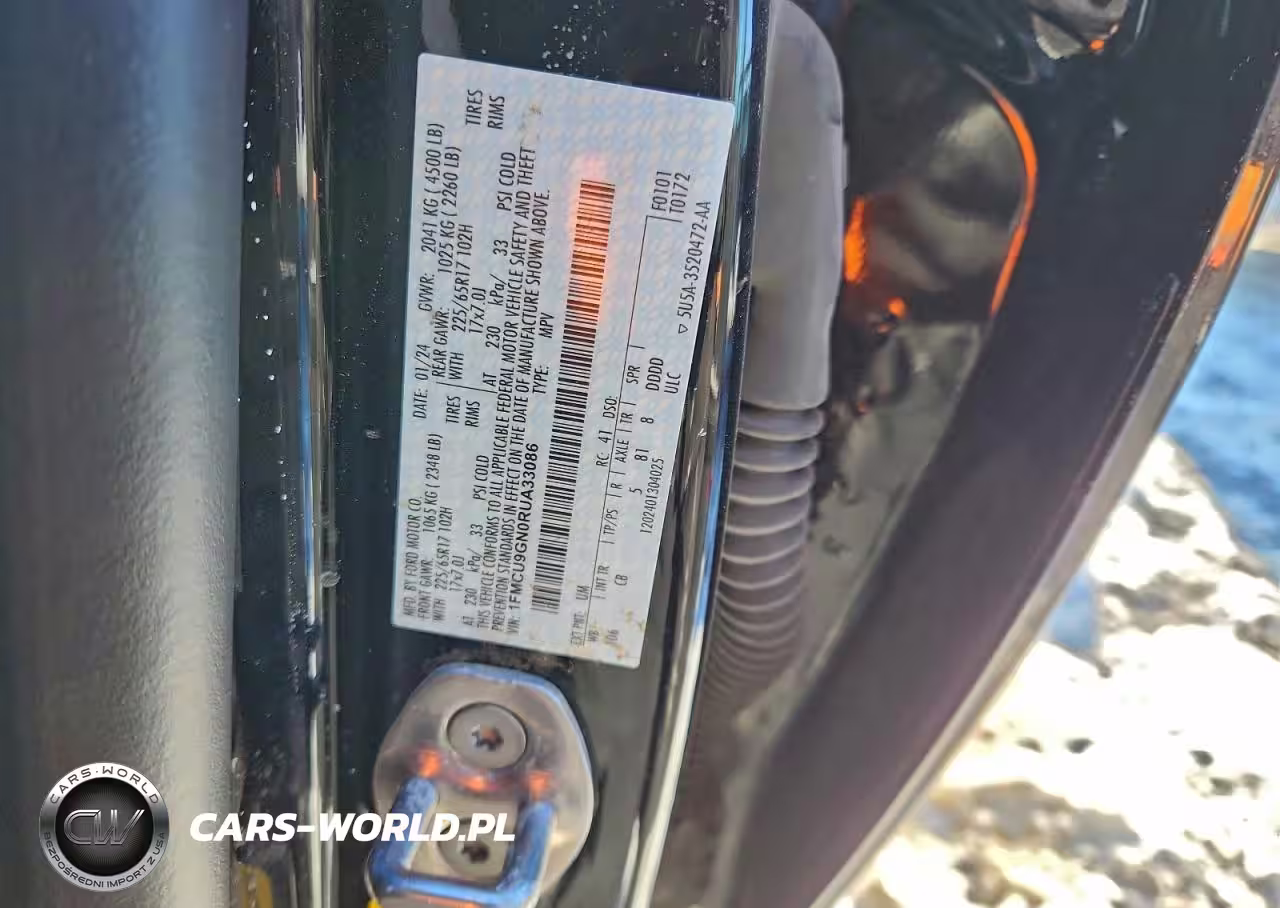 MFD. BY FORD MOTOR CO.
DATE: 01/24
GVWR: 2041 KG ( 4500 LB)
FRONT GAWR: 1065 KG ( 2348 LB)
REAR GAWR: 1025 KG ( 2260 LB)
WITH 225/65R17 102H TIRES
WITH 225/65R17 102H TIRES
17x7.0J RIMS
17x7.0J RIMS
AT 230 kPa/ 33 PSI COLD
AT 230 kPa/ 33 PSI COLD
THIS VEHICLE CONFORMS TO ALL APPLICABLE FEDERAL MOTOR VEHICLE SAFETY AND THEFT
PREVENTION STANDARDS IN EFFECT ON THE DATE OF MANUFACTURE SHOWN ABOVE.
VIN: 1FMCU9GN0RUA33086
TYPE: MPV
EXT PNT: UM RC: 41 DSO:
WB INT TR TP/PS R AXLE TR SPR
106 CB 5 81 8 DDDD
F0101
T0172
1202401304025 ULC
▽ 5U5A-3520472-AA
CARS-WORLD
CW
BEZPOŚREDNI IMPORT Z USA
CARS-WORLD.PL